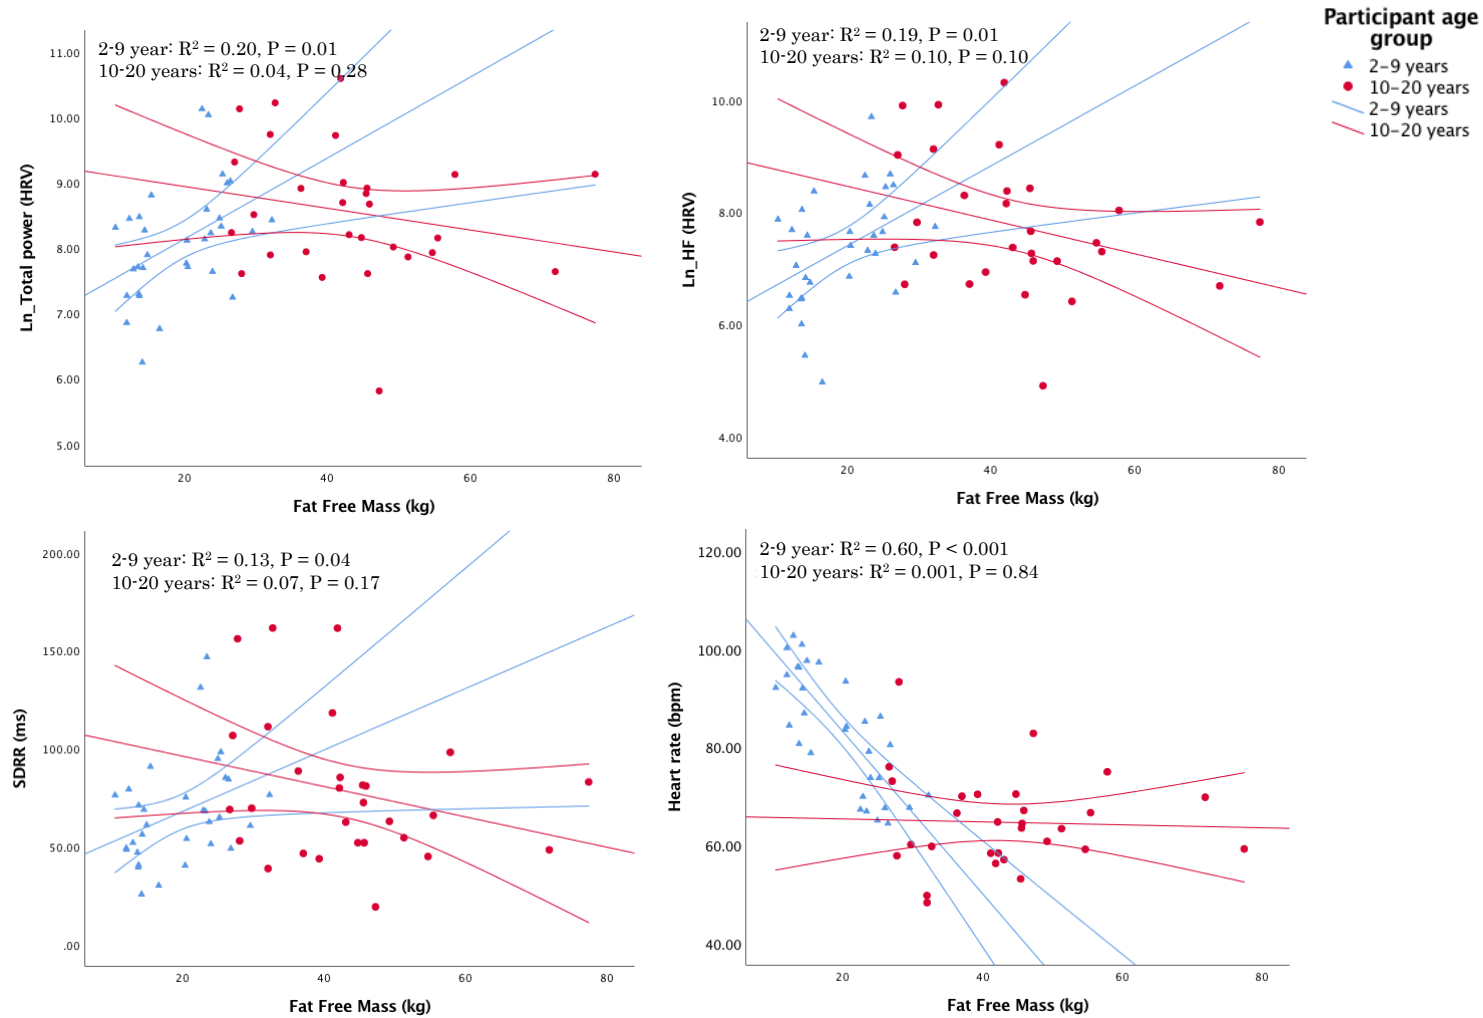 2-9 year: R² = 0.20, P = 0.01
10-20 years: R² = 0.04, P = 0.28
11.00
10.00
9.00
8.00
7.00
6.00
5.00
Ln_Total power (HRV)
20
40
60
80
Fat Free Mass (kg)
2-9 year: R² = 0.19, P = 0.01
10-20 years: R² = 0.10, P = 0.10
10.00
8.00
6.00
4.00
Ln_HF (HRV)
20
40
60
80
Fat Free Mass (kg)
Participant age
group
2-9 years
10-20 years
2-9 years
10-20 years
2-9 year: R² = 0.13, P = 0.04
10-20 years: R² = 0.07, P = 0.17
200.00
150.00
100.00
50.00
.00
SDRR (ms)
20
40
60
80
Fat Free Mass (kg)
2-9 year: R² = 0.60, P < 0.001
10-20 years: R² = 0.001, P = 0.84
120.00
100.00
80.00
60.00
40.00
Heart rate (bpm)
20
40
60
80
Fat Free Mass (kg)